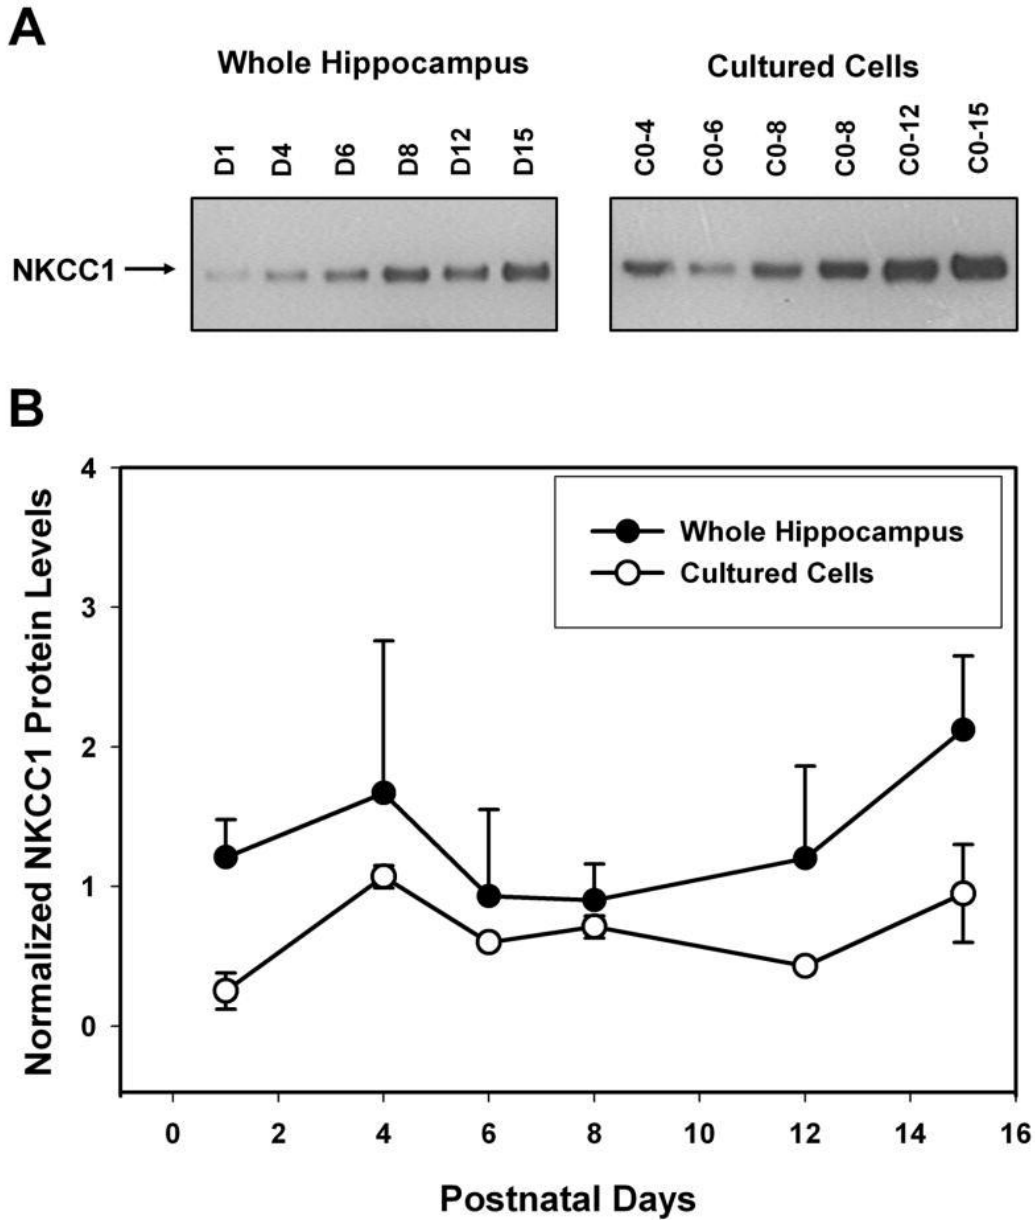 A
Whole Hippocampus
Cultured Cells
D1 D4 D6 D8 D12 D15
C0-4 C0-6 C0-8 C0-8 C0-12 C0-15
NKCC1
B
Normalized NKCC1 Protein Levels
4
3
2
1
0
Whole Hippocampus
Cultured Cells
0 2 4 6 8 10 12 14 16
Postnatal Days